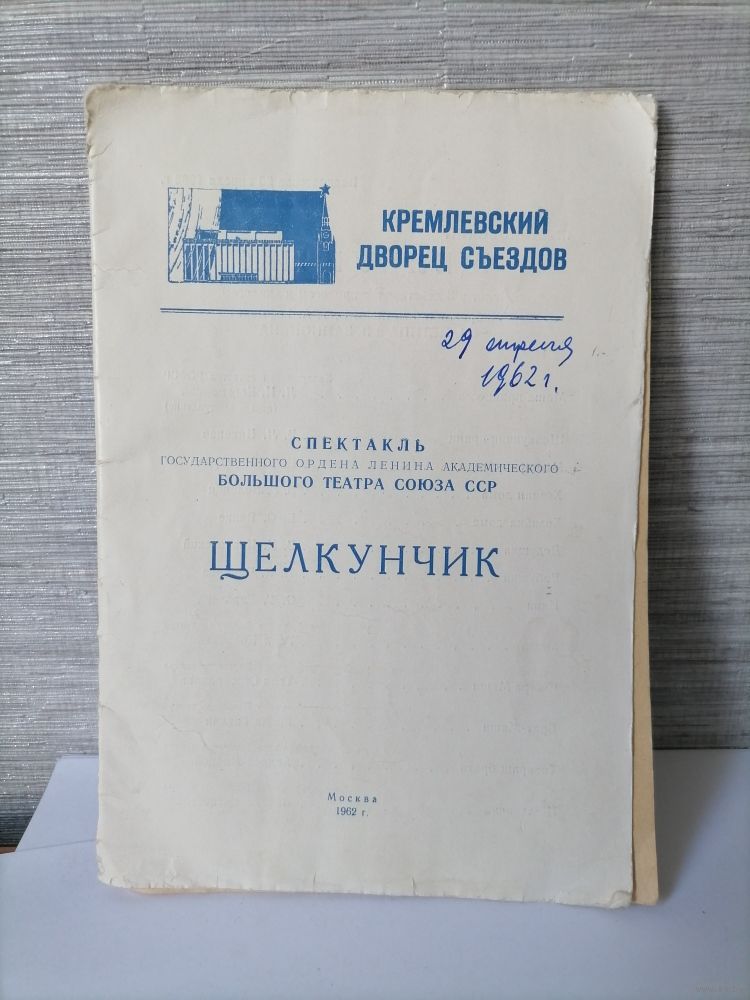 КРЕМЛЕВСКИЙ
ДВОРЕЦ СЪЕЗДОВ
29 апреля
1962 г.
СПЕКТАКЛЬ
ГОСУДАРСТВЕННОГО ОРДЕНА ЛЕНИНА АКАДЕМИЧЕСКОГО
БОЛЬШОГО ТЕАТРА СОЮЗА ССР
ЩЕЛКУНЧИК
Москва
1962 г.